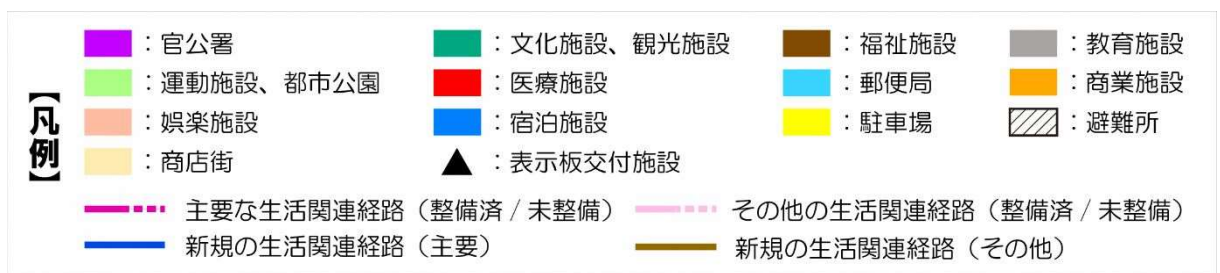 【凡例】
：官公署 ：文化施設、観光施設 ：福祉施設 ：教育施設
：運動施設、都市公園 ：医療施設 ：郵便局 ：商業施設
：娯楽施設 ：宿泊施設 ：駐車場 ：避難所
：商店街 ▲：表示板交付施設
主要な生活関連経路（整備済 / 未整備） その他の生活関連経路（整備済 / 未整備）
新規の生活関連経路（主要） 新規の生活関連経路（その他）